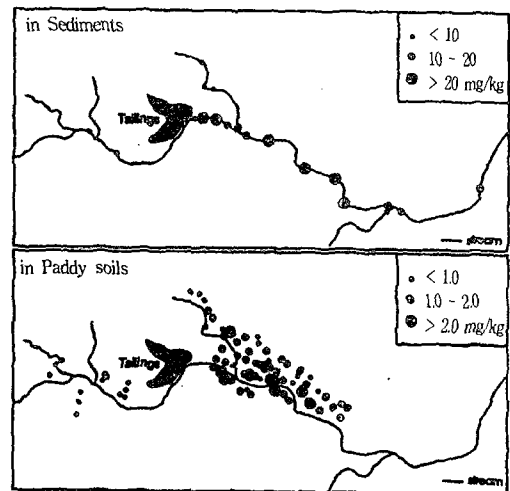 in Sediments
< 10
10 - 20
> 20 mg/kg
Tailings
stream
in Paddy soils
< 1.0
1.0 - 2.0
> 2.0 mg/kg
Tailings
stream